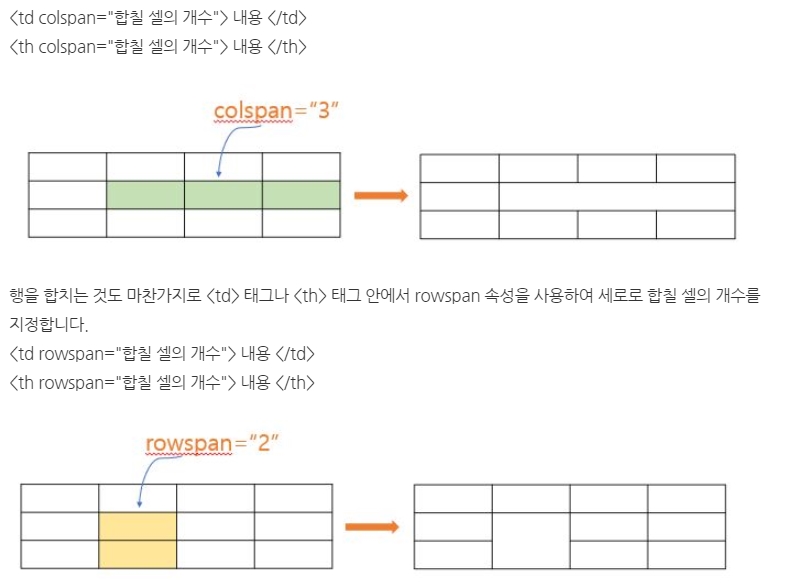 <td colspan="합칠 셀의 개수"> 내용 </td>
<th colspan="합칠 셀의 개수"> 내용 </th>
colspan="3"
행을 합치는 것도 마찬가지로 <td> 태그나 <th> 태그 안에서 rowspan 속성을 사용하여 세로로 합칠 셀의 개수를
지정합니다.
<td rowspan="합칠 셀의 개수"> 내용 </td>
<th rowspan="합칠 셀의 개수"> 내용 </th>
rowspan="2"